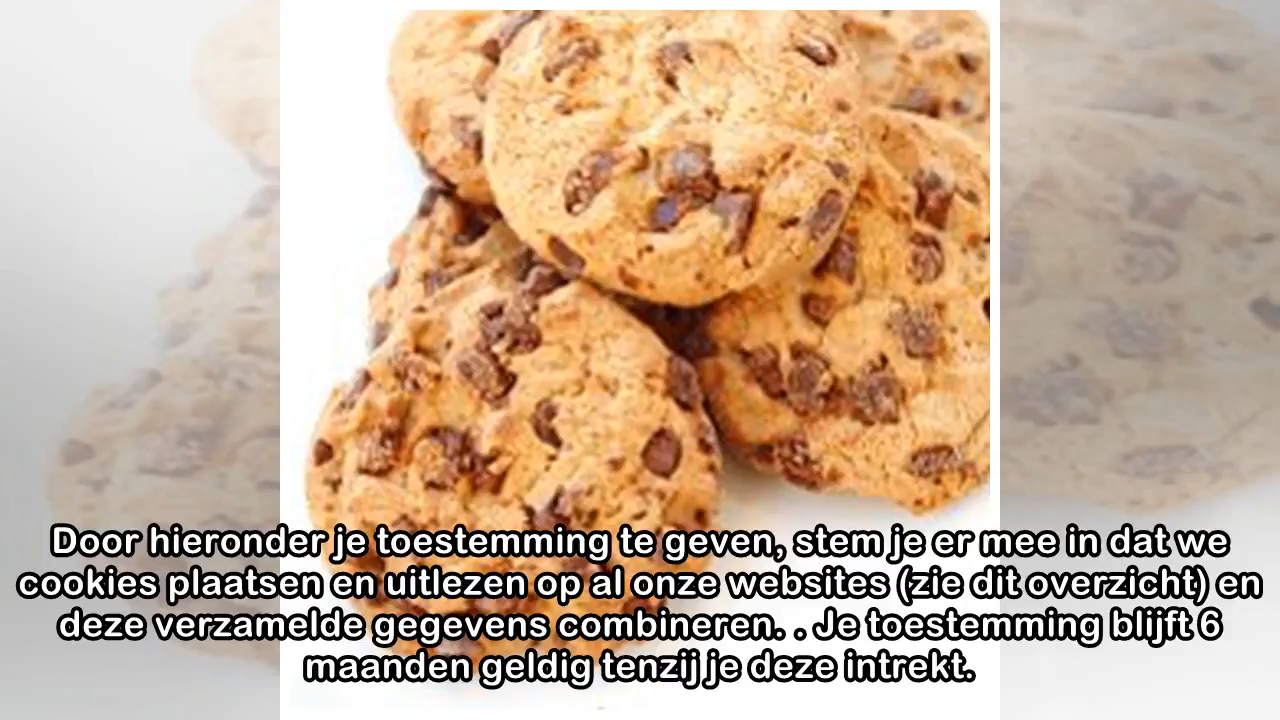 Door hieronder je toestemming te geven, stem je er mee in dat we
cookies plaatsen en uitlezen op al onze websites (zie dit overzicht) en
deze verzamelde gegevens combineren. . Je toestemming blijft 6
maanden geldig tenzij je deze intrekt.